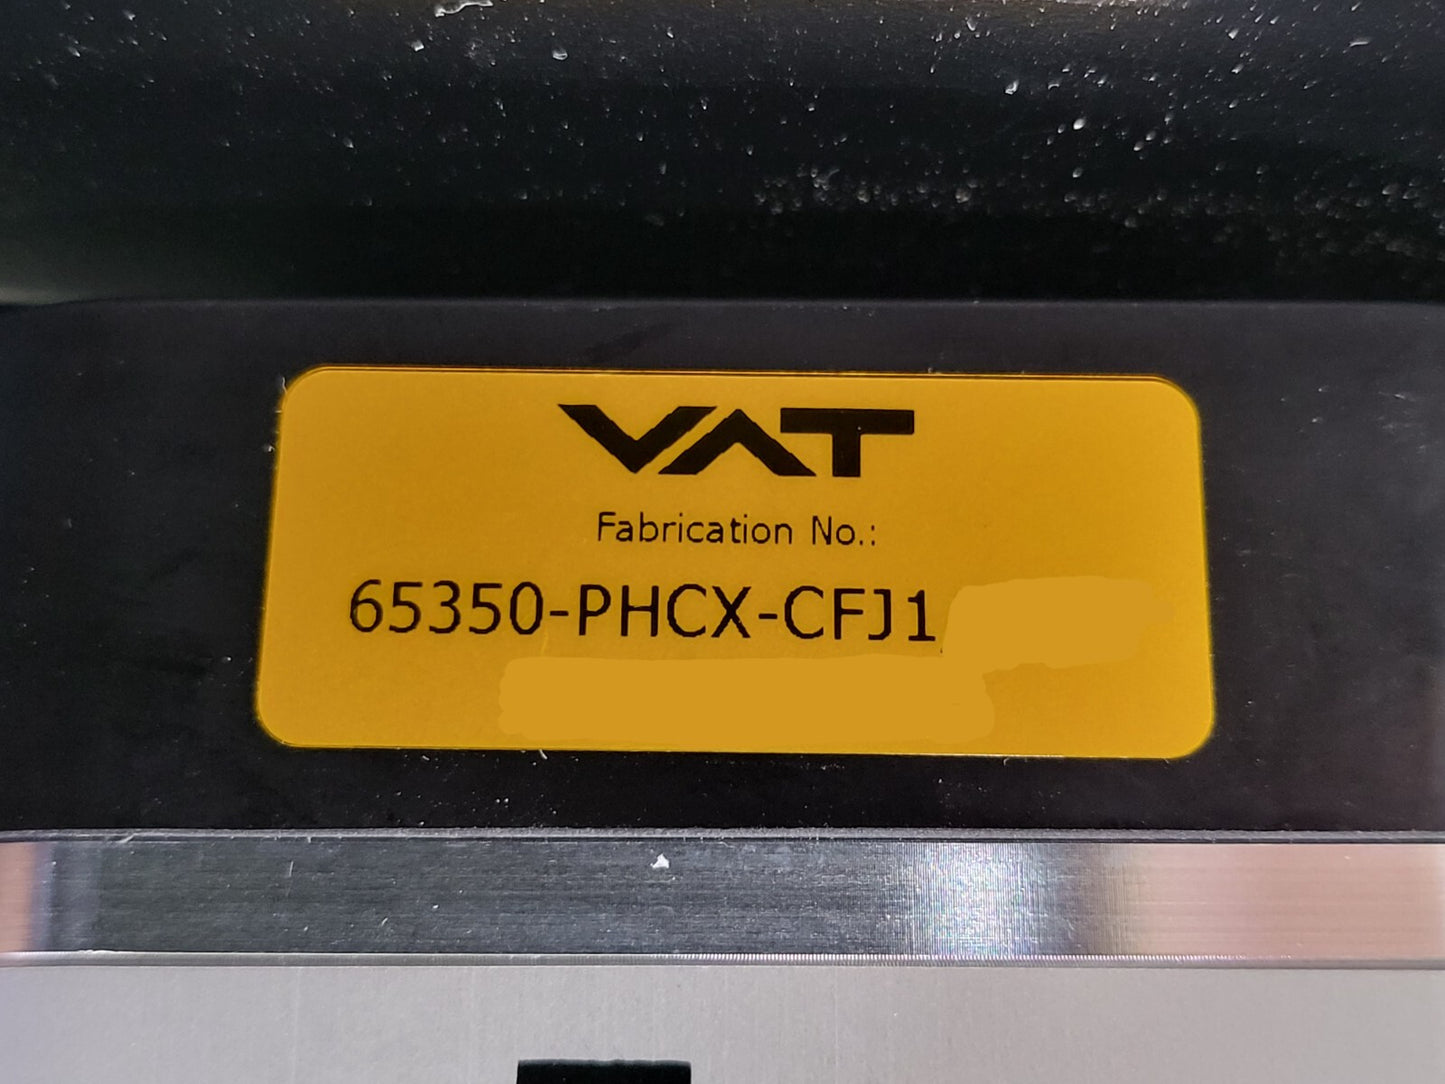 VAT
Fabrication No.:
65350-PHCX-CFJ1